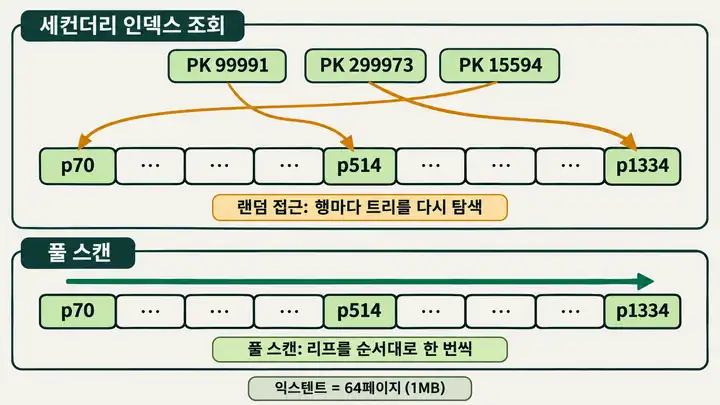 세컨더리 인덱스 조회
PK 99991
PK 299973
PK 15594
p70 ... ... ... p514 ... ... ... p1334
랜덤 접근: 행마다 트리를 다시 탐색
풀 스캔
p70 ... ... ... p514 ... ... ... p1334
풀 스캔: 리프를 순서대로 한 번씩
익스텐트 = 64페이지 (1MB)